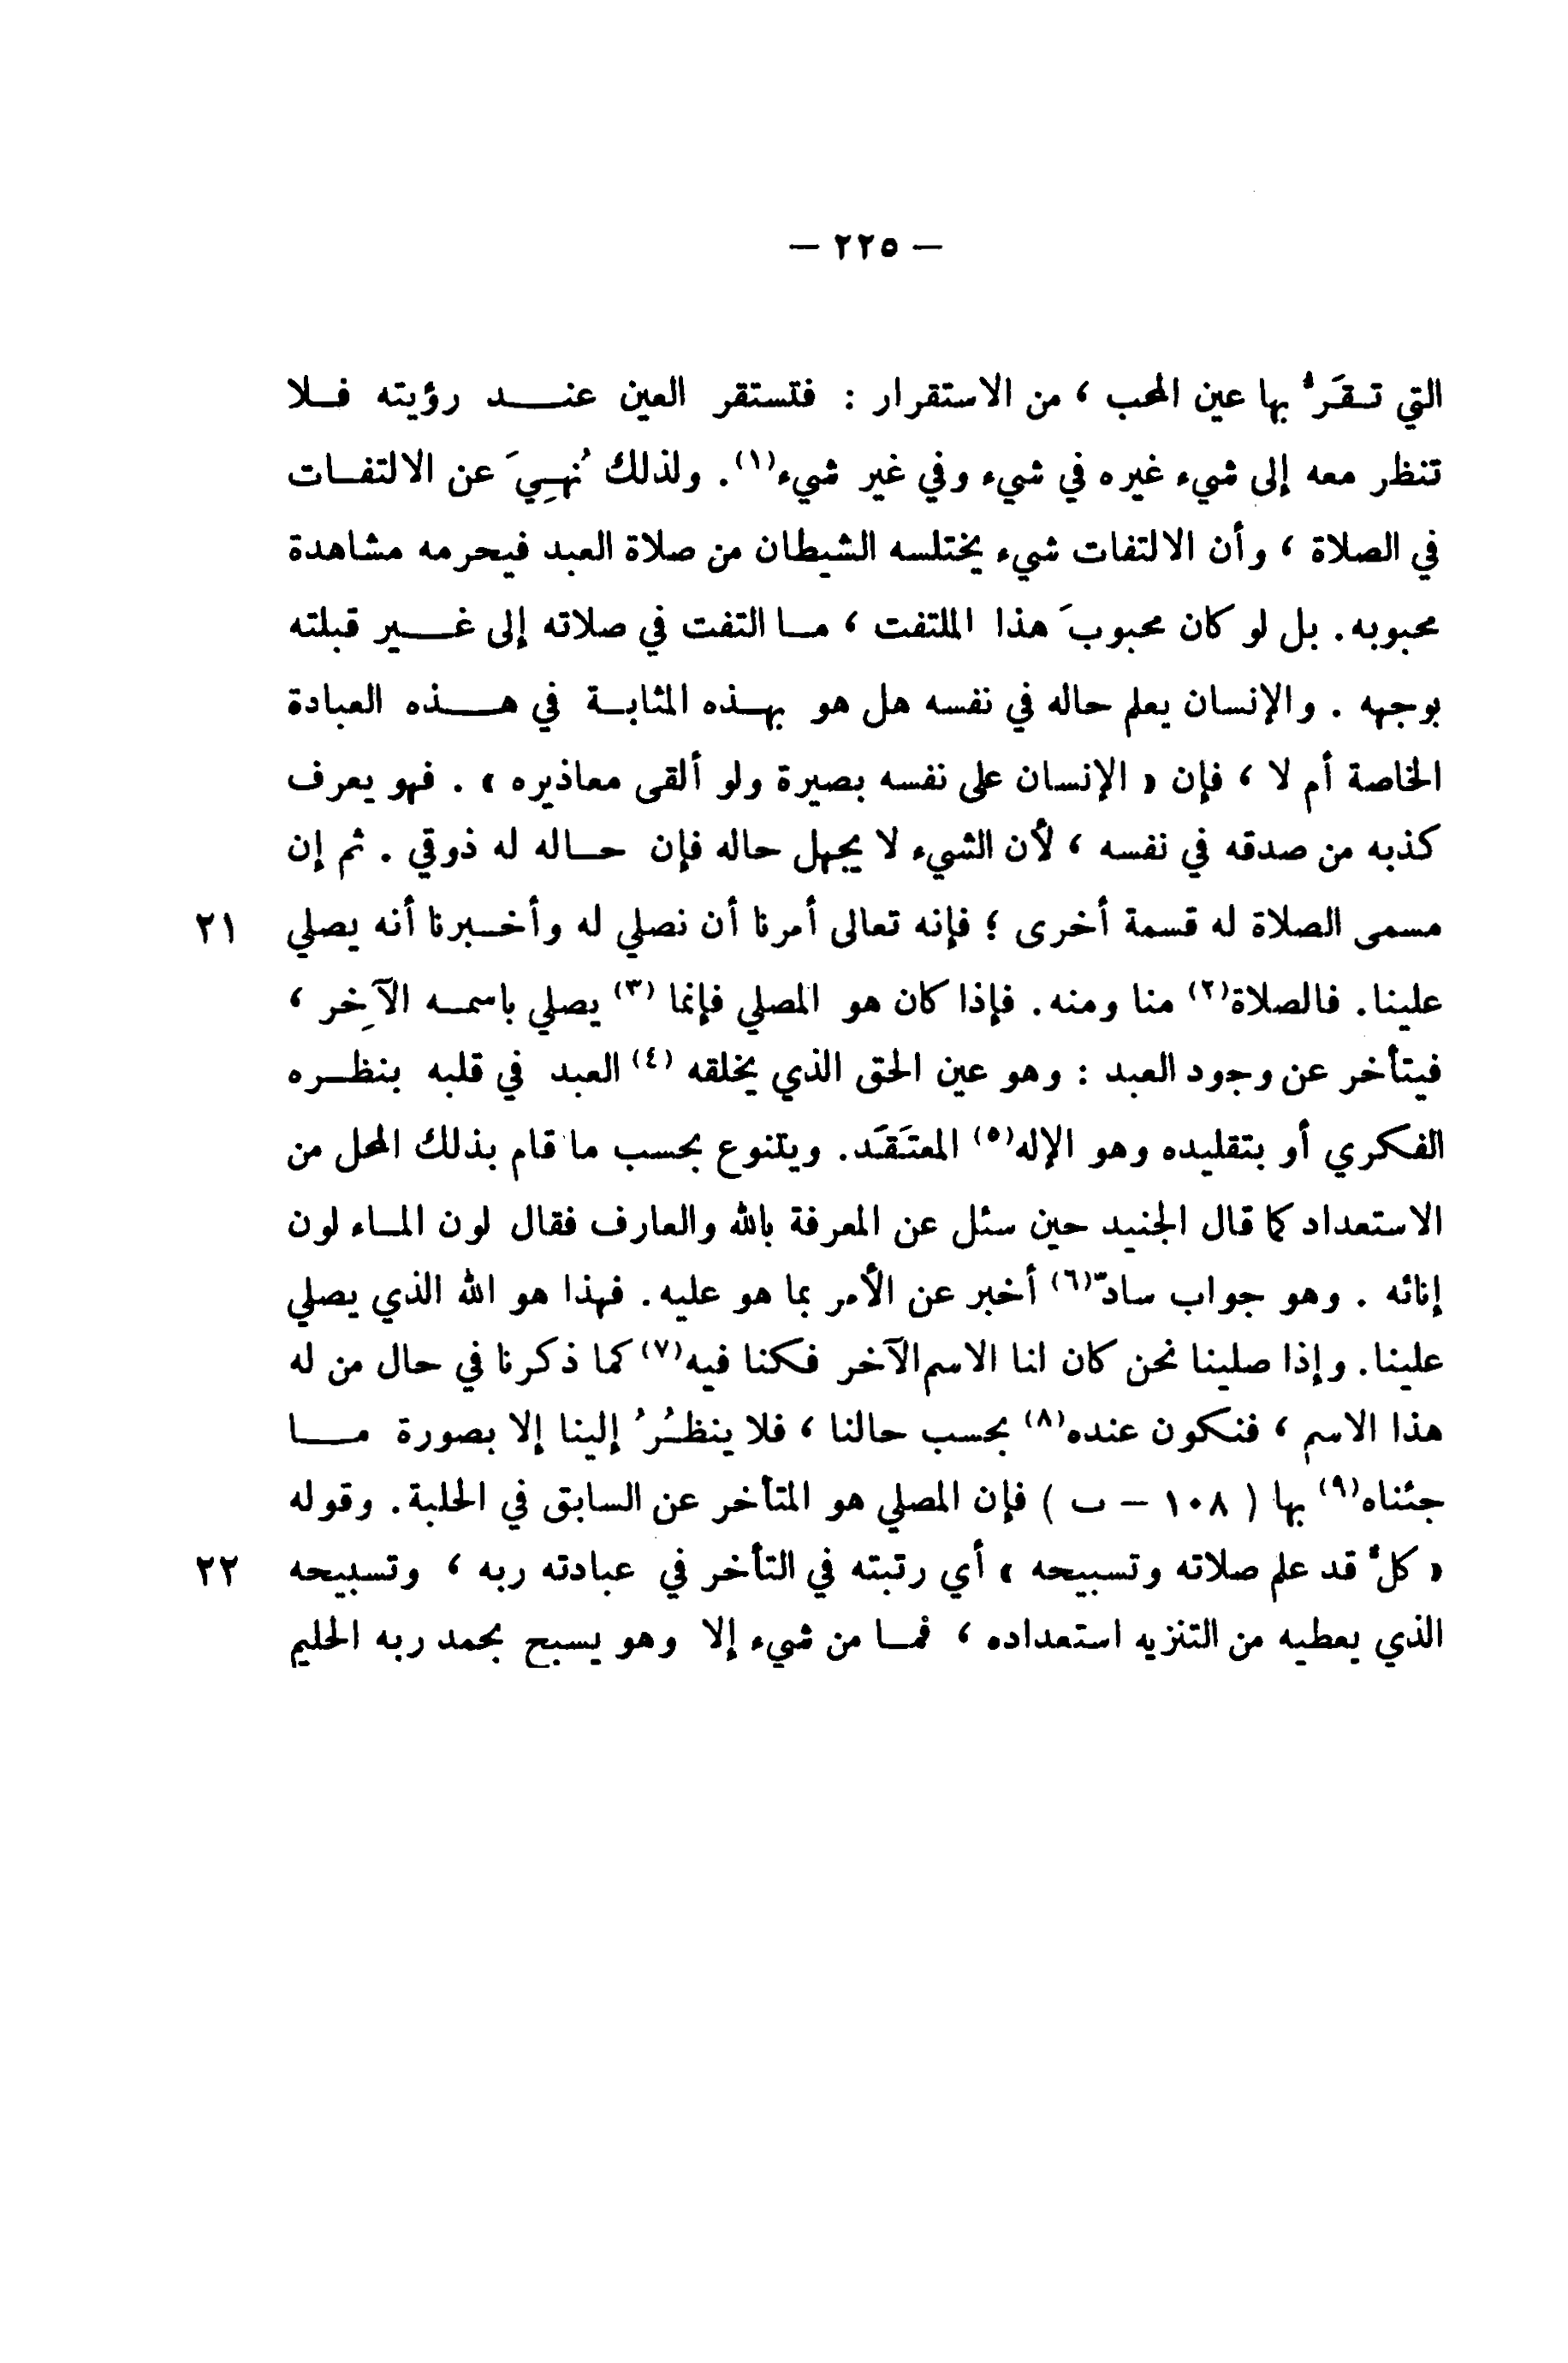 — ٢٢٥ —
التي تقَرُّ بها عين المحب ، من الاستقرار : فتستقر العين عند رؤيته فلا
تنظر معه إلى شيء غيره في شيء وفي غير شيء(١). ولذلك نُهِيَ عن الالتفات
في الصلاة ، وأن الالتفات شيء يختلسه الشيطان من صلاة العبد فيحرمه مشاهدة
محبوبه. بل لو كان محبوبَ هذا الملتفت ، ما التفت في صلاته إلى غير قبلته
بوجهه . والإنسان يعلم حاله في نفسه هل هو بهذه المثابة في هذه العبادة
الخاصة أم لا ، فإن « الإنسان على نفسه بصيرة ولو ألقى معاذيره » . فهو يعرف
كذبه من صدقه في نفسه ، لأن الشيء لا يجهل حاله فإن حاله له ذوقي . ثم إن
مسمى الصلاة له قسمة أخرى ؛ فإنه تعالى أمرنا أن نصلي له وأخبرنا أنه يصلي ٢١
علينا. فالصلاة(٢) منا ومنه. فإذا كان هو المصلي فإنما (٣) يصلي باسمه الآخِر ،
فيتأخر عن وجود العبد : وهو عين الحق الذي يخلقه (٤) العبد في قلبه بنظره
الفكري أو بتقليده وهو الإله(٥) المعتَقَد. ويتنوع بحسب ما قام بذلك المحل من
الاستعداد كما قال الجنيد حين سئل عن المعرفة بالله والعارف فقال لون الماء لون
إنائه . وهو جواب سادّ(٦) أخبر عن الأمر بما هو عليه. فهذا هو الله الذي يصلي
علينا. وإذا صلينا نحن كان لنا الاسم الآخر فكنا فيه(٧) كما ذكرنا في حال من له
هذا الاسم ، فنكون عنده(٨) بحسب حالنا ، فلا ينظُرُ إلينا إلا بصورة ما
جئناه(٩) بها ( ١٠٨ – ب ) فإن المصلي هو المتأخر عن السابق في الحلبة. وقوله
« كلٌّ قد علم صلاته وتسبيحه » أي رتبته في التأخر في عبادته ربه ، وتسبيحه ٢٢
الذي يعطيه من التنزيه استعداده ، فما من شيء إلا وهو يسبح بحمد ربه الحليم